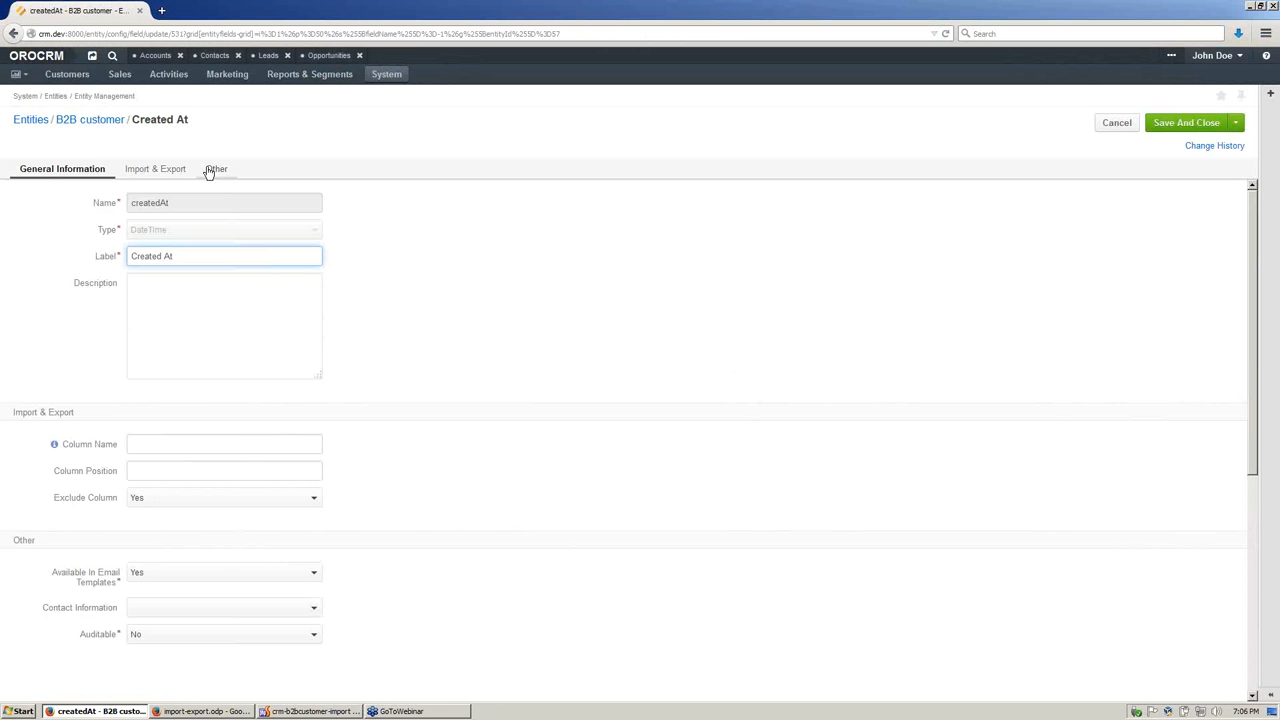 createdAt - B2B customer - E...
crm.dev:8000/entity/config/field/update/531?grid[entityfields-grid]=i%3D1%26p%3D50%26s%255BfieldName%255D%3D-1%26g%255BentityId%255D%3D57
Search
OROCRM
Accounts
Contacts
Leads
Opportunities
John Doe
Customers
Sales
Activities
Marketing
Reports & Segments
System
System / Entities / Entity Management
Entities / B2B customer / Created At
Cancel
Save And Close
Change History
General Information
Import & Export
Other
Name*
createdAt
Type*
DateTime
Label*
Created At
Description
Import & Export
Column Name
Column Position
Exclude Column
Yes
Other
Available In Email
Templates*
Yes
Contact Information
Auditable*
No
Start
createdAt - B2B custo...
import-export.odp - Goo...
crm-b2bcustomer-import ...
GoToWebinar
7:06 PM